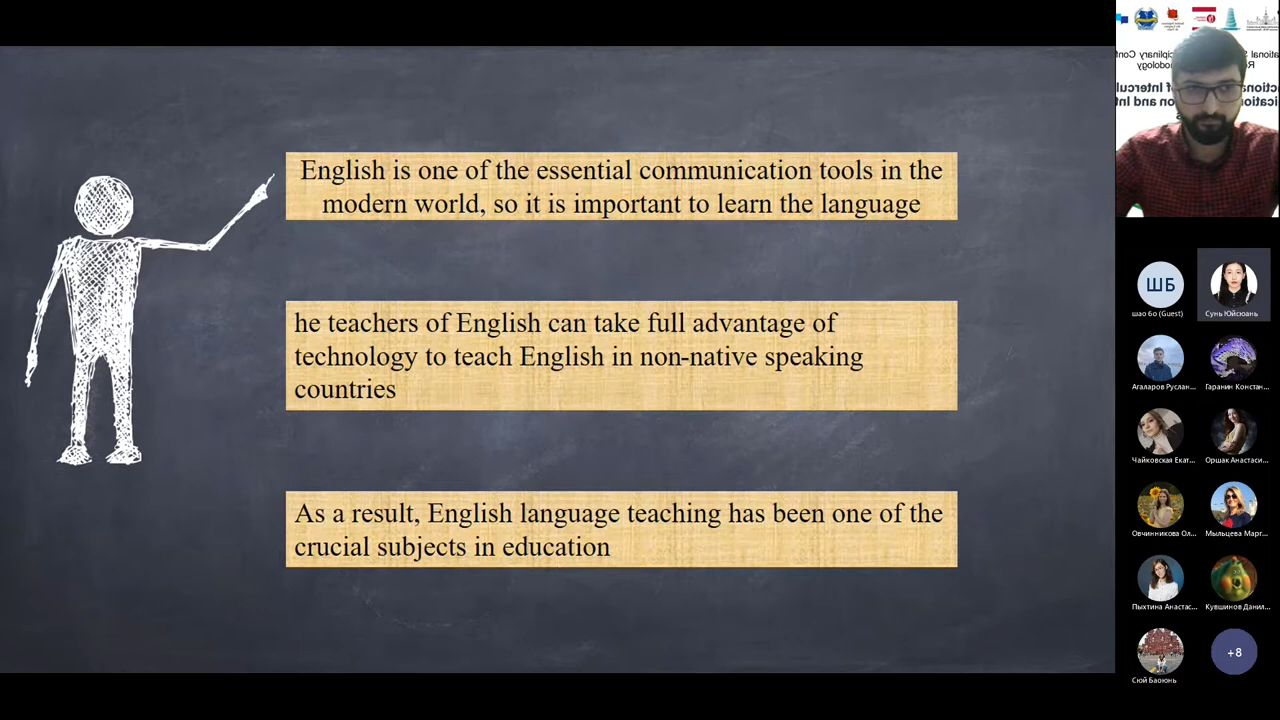 English is one of the essential communication tools in the
modern world, so it is important to learn the language
he teachers of English can take full advantage of
technology to teach English in non-native speaking
countries
As a result, English language teaching has been one of the
crucial subjects in education
ШБ
шао бо (Guest)
Сунь Юйсюань
Агаларов Руслан...
Гаранин Констан...
Чайковская Екат...
Оршак Анастаси...
Овчинникова Ол...
Мыльцева Марг...
Пыхтина Анастас...
Кувшинов Данил...
Сюй Баоюнь
+8